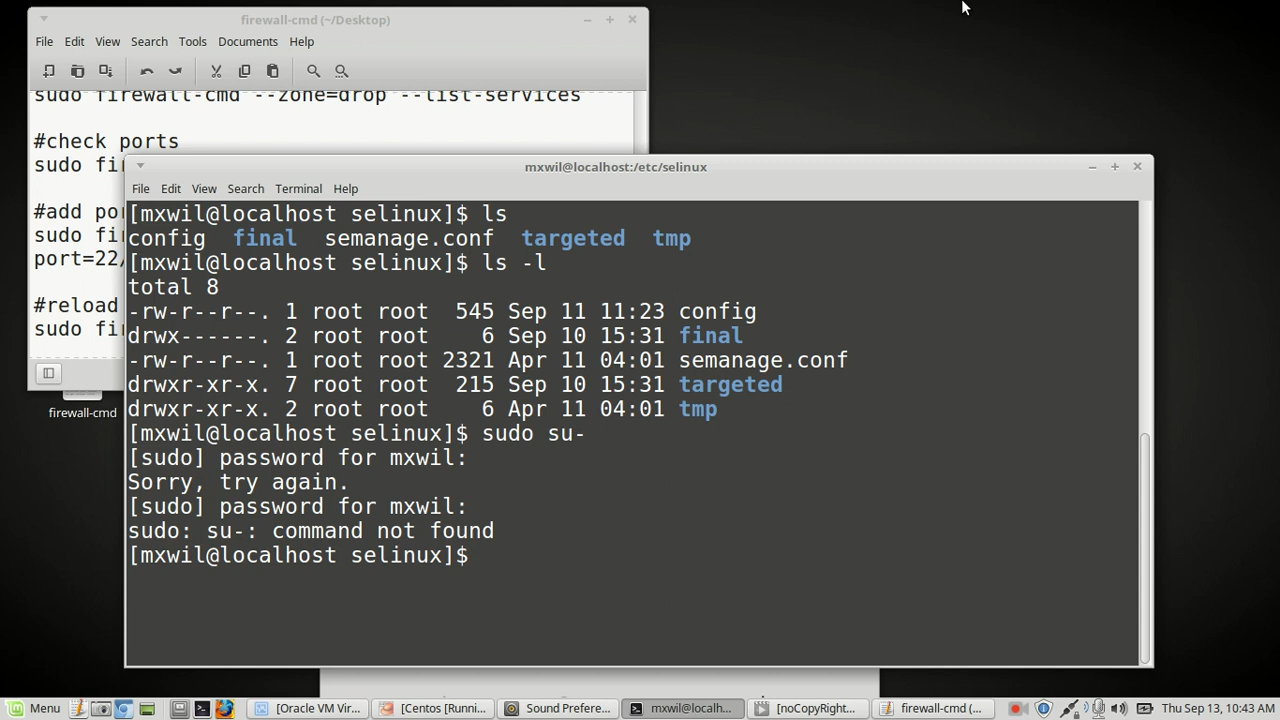 firewall-cmd (~/Desktop)
File Edit View Search Tools Documents Help
sudo firewall-cmd --zone=drop --list-services
#check ports
sudo fi
#add po
sudo fi
port=22/
#reload
sudo fi
firewall-cmd
mxwil@localhost:/etc/selinux
File Edit View Search Terminal Help
[mxwil@localhost selinux]$ ls
config final semanage.conf targeted tmp
[mxwil@localhost selinux]$ ls -l
total 8
-rw-r--r--. 1 root root 545 Sep 11 11:23 config
drwx------. 2 root root 6 Sep 10 15:31 final
-rw-r--r--. 1 root root 2321 Apr 11 04:01 semanage.conf
drwxr-xr-x. 7 root root 215 Sep 10 15:31 targeted
drwxr-xr-x. 2 root root 6 Apr 11 04:01 tmp
[mxwil@localhost selinux]$ sudo su-
[sudo] password for mxwil:
Sorry, try again.
[sudo] password for mxwil:
sudo: su-: command not found
[mxwil@localhost selinux]$
Menu [Oracle VM Vir... [Centos [Runni... Sound Prefere... mxwil@localh... [noCopyRight... firewall-cmd (... Thu Sep 13, 10:43 AM